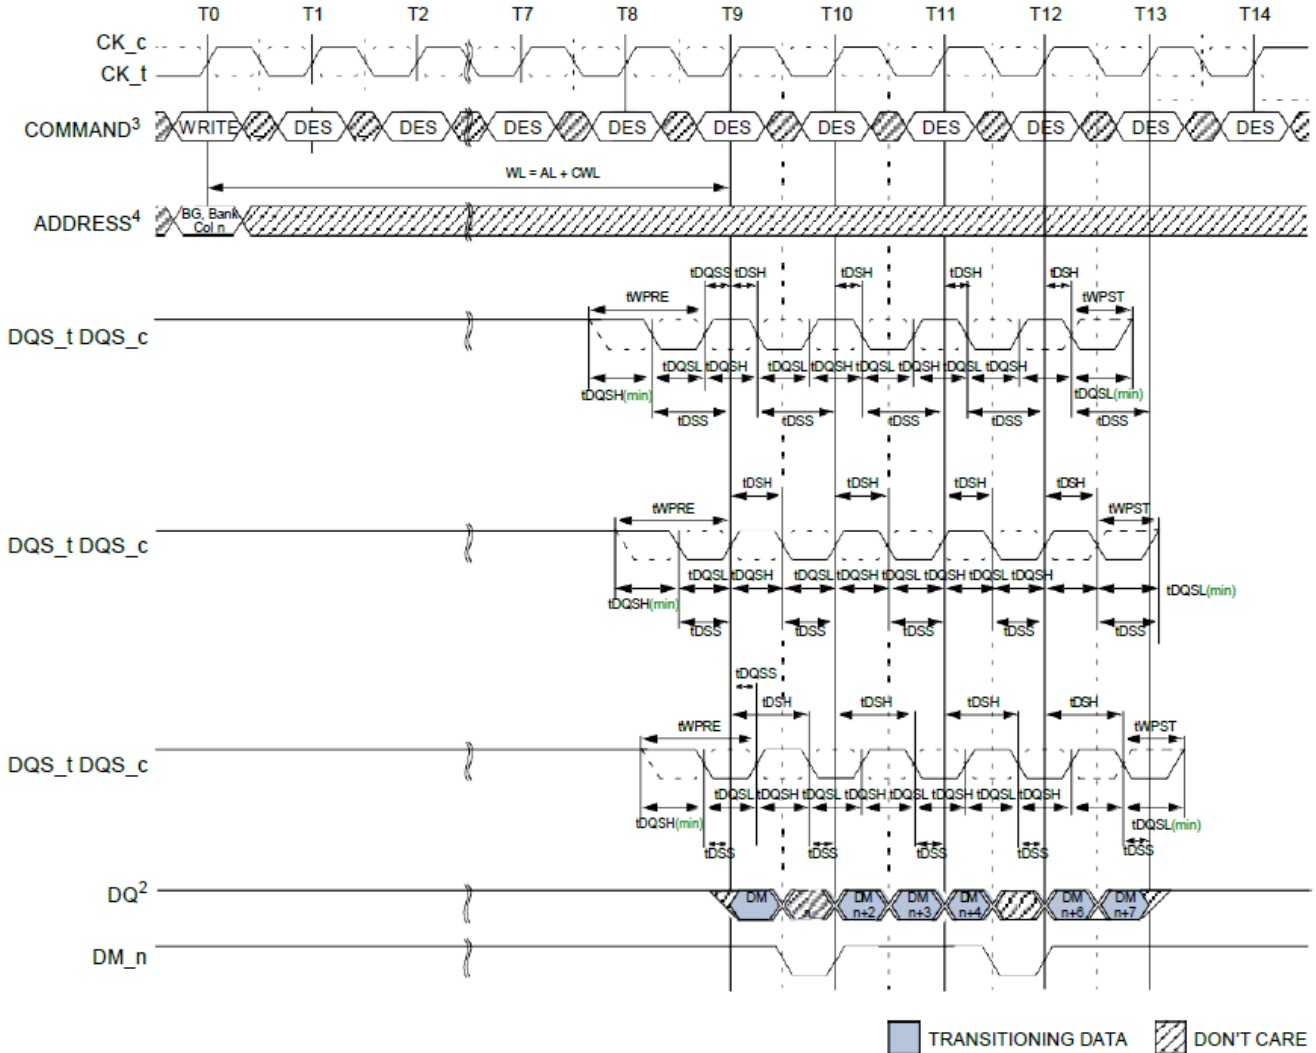 T0 T1 T2 T7 T8 T9 T10 T11 T12 T13 T14
CK_c
CK_t
COMMAND³ WRITE DES DES DES DES DES DES DES DES DES DES
WL = AL + CWL
ADDRESS⁴ BG, Bank
Col n
tDQSS tDSH tDSH tDSH tDSH
tWPRE tWPST
DQS_t DQS_c
tDQSL tDQSH tDQSL tDQSH tDQSL tDQSH tDQSL tDQSH
tDQSH(min) tDQSL(min)
tDSS tDSS tDSS tDSS tDSS
tDSH tDSH tDSH tDSH
tWPRE tWPST
DQS_t DQS_c
tDQSL tDQSH tDQSL tDQSH tDQSL tDQSH tDQSL tDQSH
tDQSH(min) tDQSL(min)
tDSS tDSS tDSS tDSS tDSS
tDQSS
tDSH tDSH tDSH tDSH
tWPRE tWPST
DQS_t DQS_c
tDQSL tDQSH tDQSL tDQSH tDQSL tDQSH tDQSL tDQSH
tDQSH(min) tDQSL(min)
tDSS tDSS tDSS tDSS tDSS
DQ² DM DM DM DM DM DM
n n+2 n+3 n+4 n+6 n+7
DM_n
TRANSITIONING DATA DON'T CARE